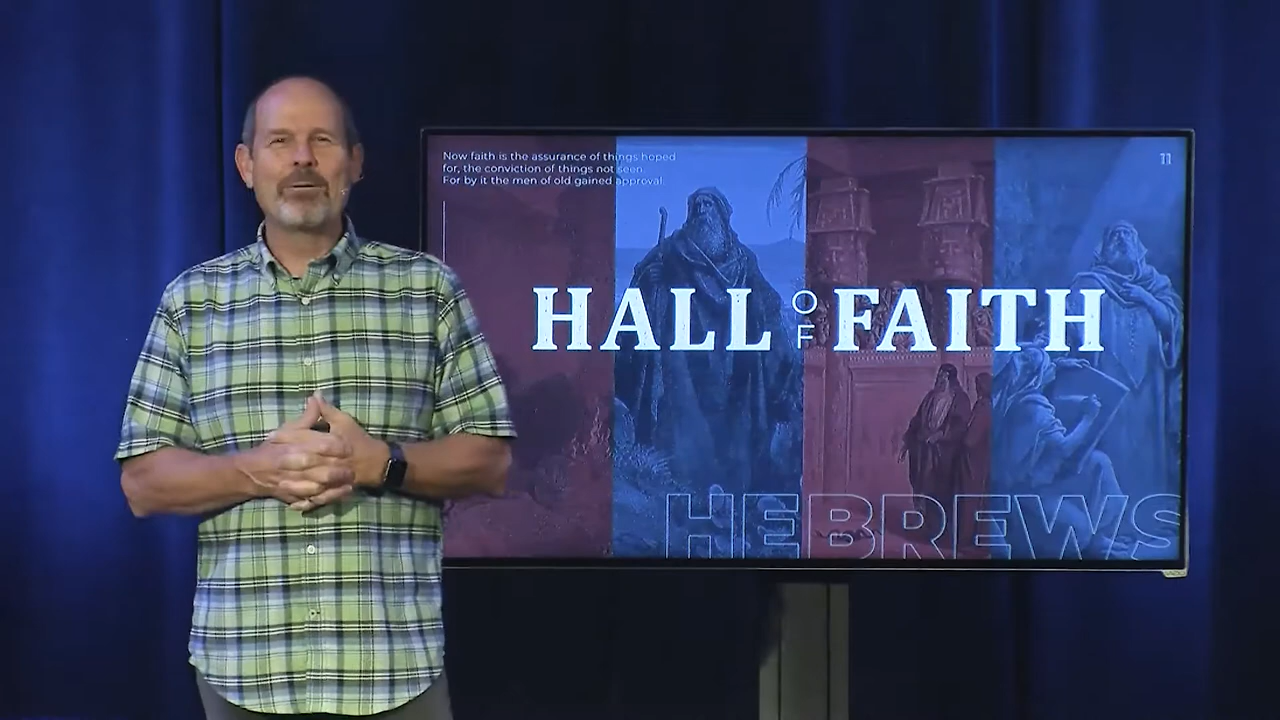 Now faith is the assurance of things hoped
for, the conviction of things not seen.
For by it the men of old gained approval.
11
HALL OF FAITH
HEBREWS